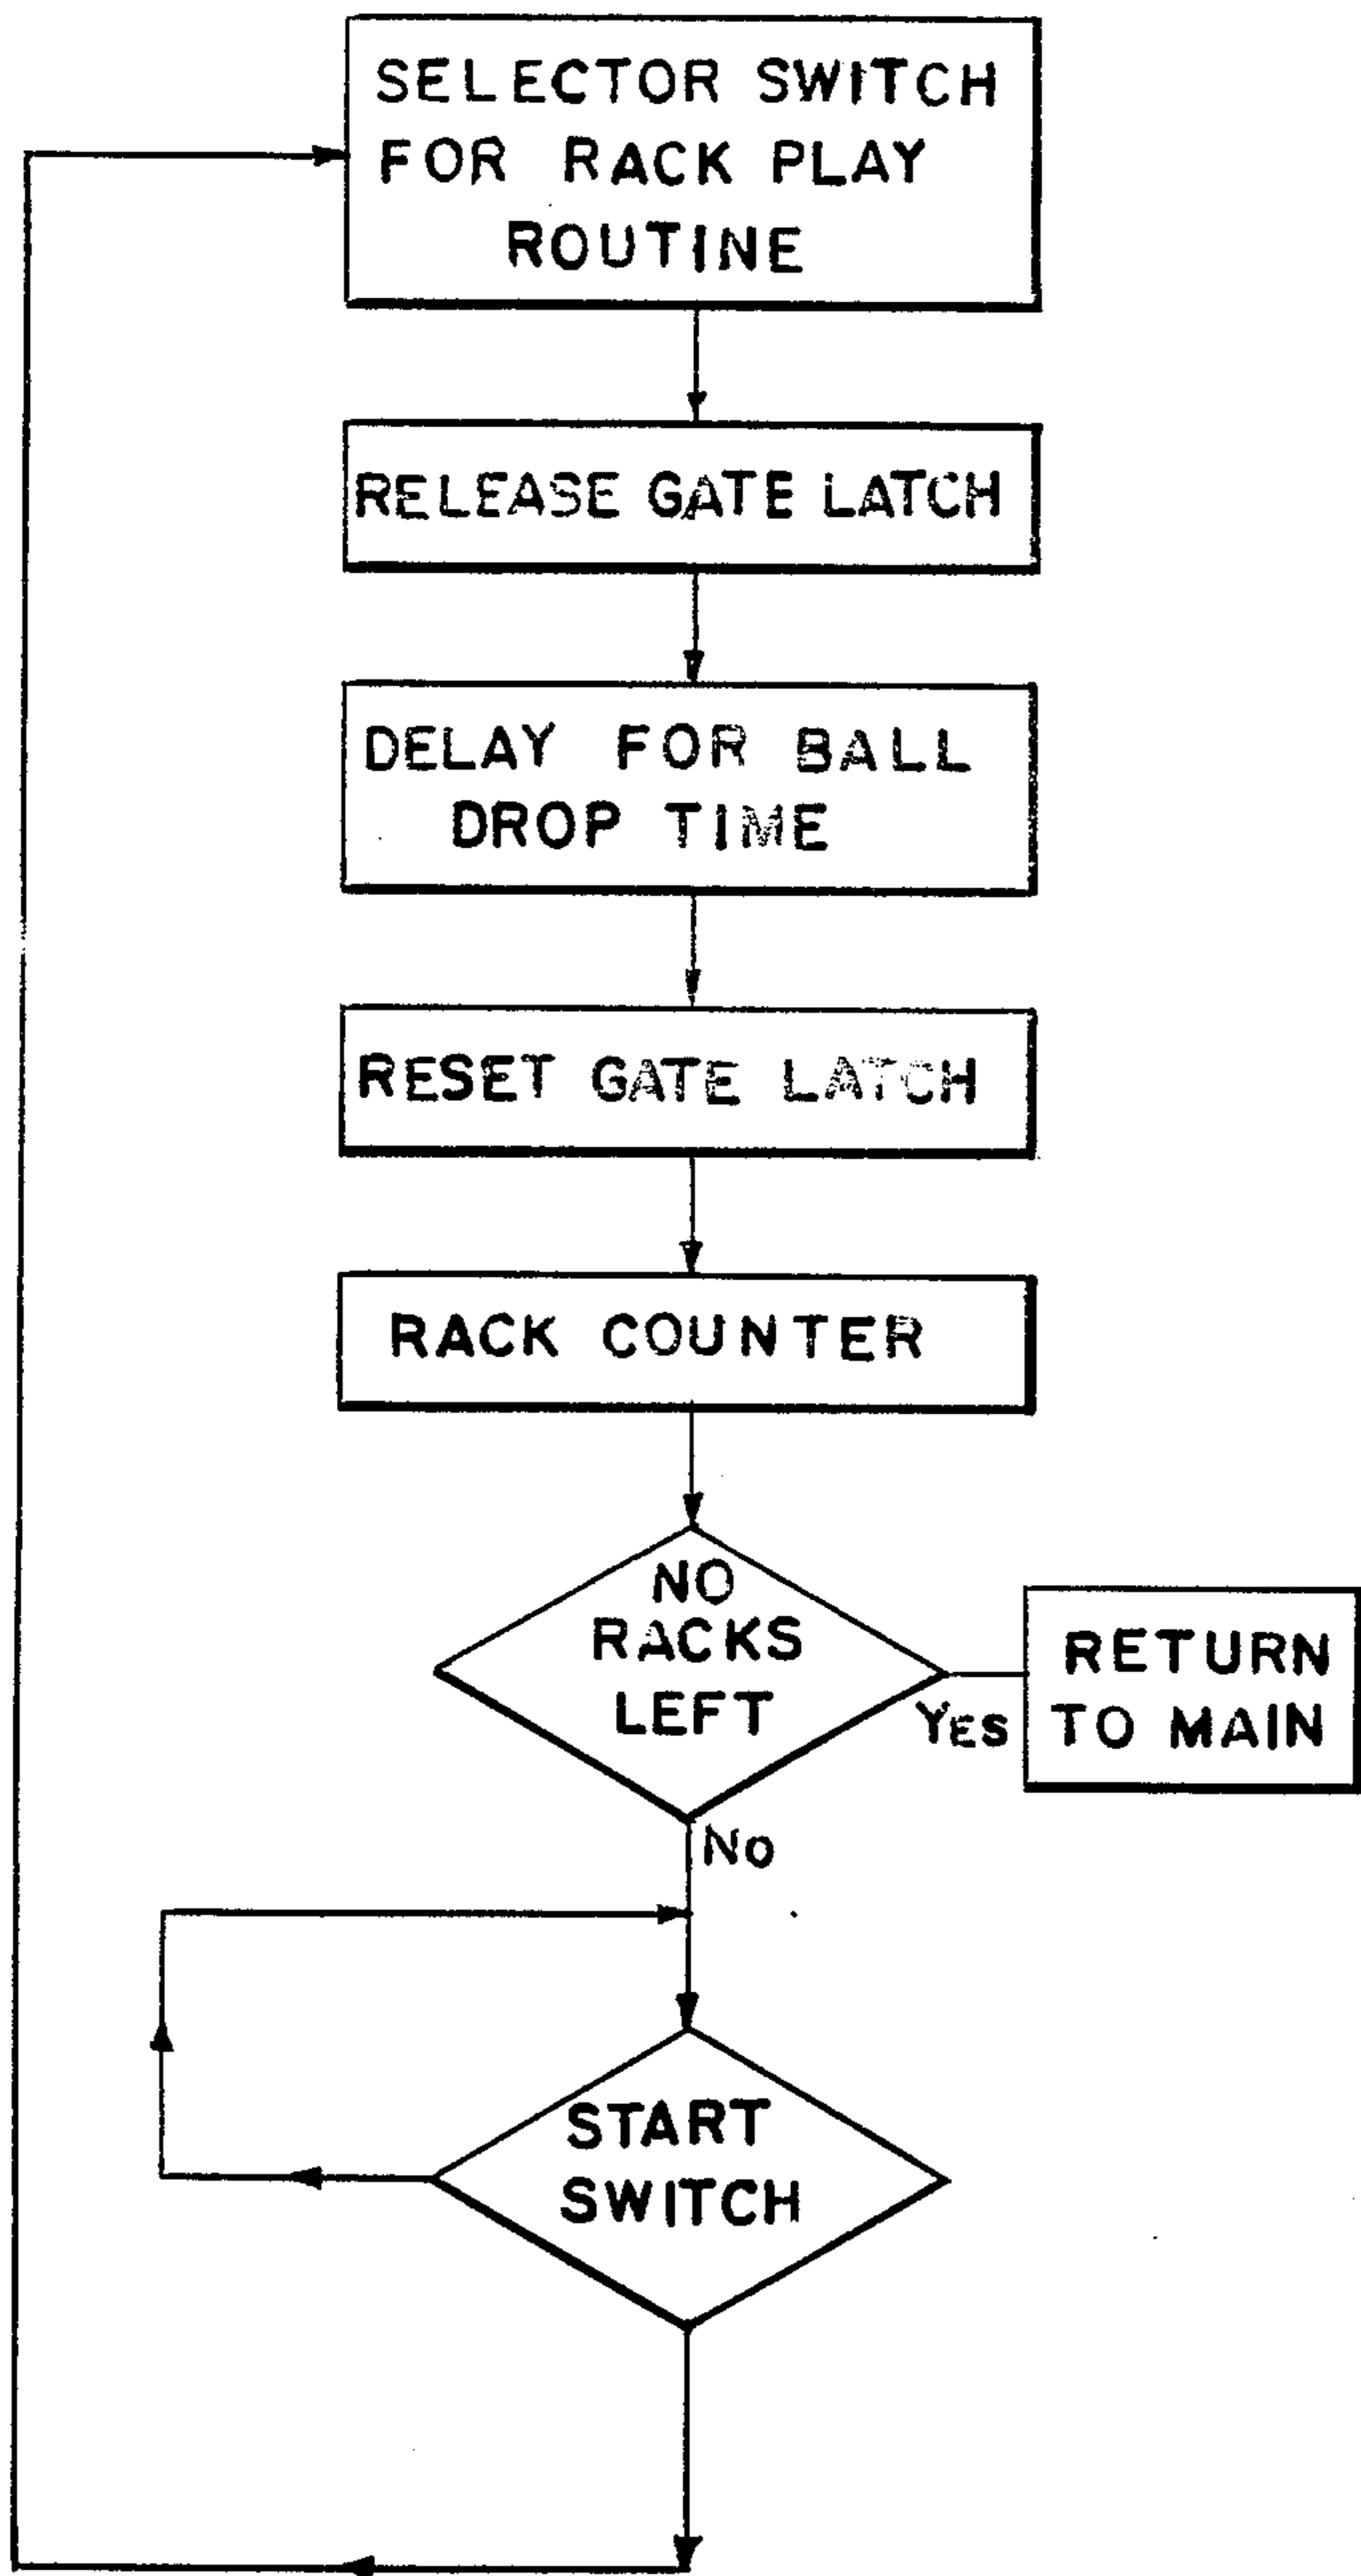 SELECTOR SWITCH
FOR RACK PLAY
ROUTINE
RELEASE GATE LATCH
DELAY FOR BALL
DROP TIME
RESET GATE LATCH
RACK COUNTER
NO
RACKS
LEFT
YES
RETURN
TO MAIN
No
START
SWITCH